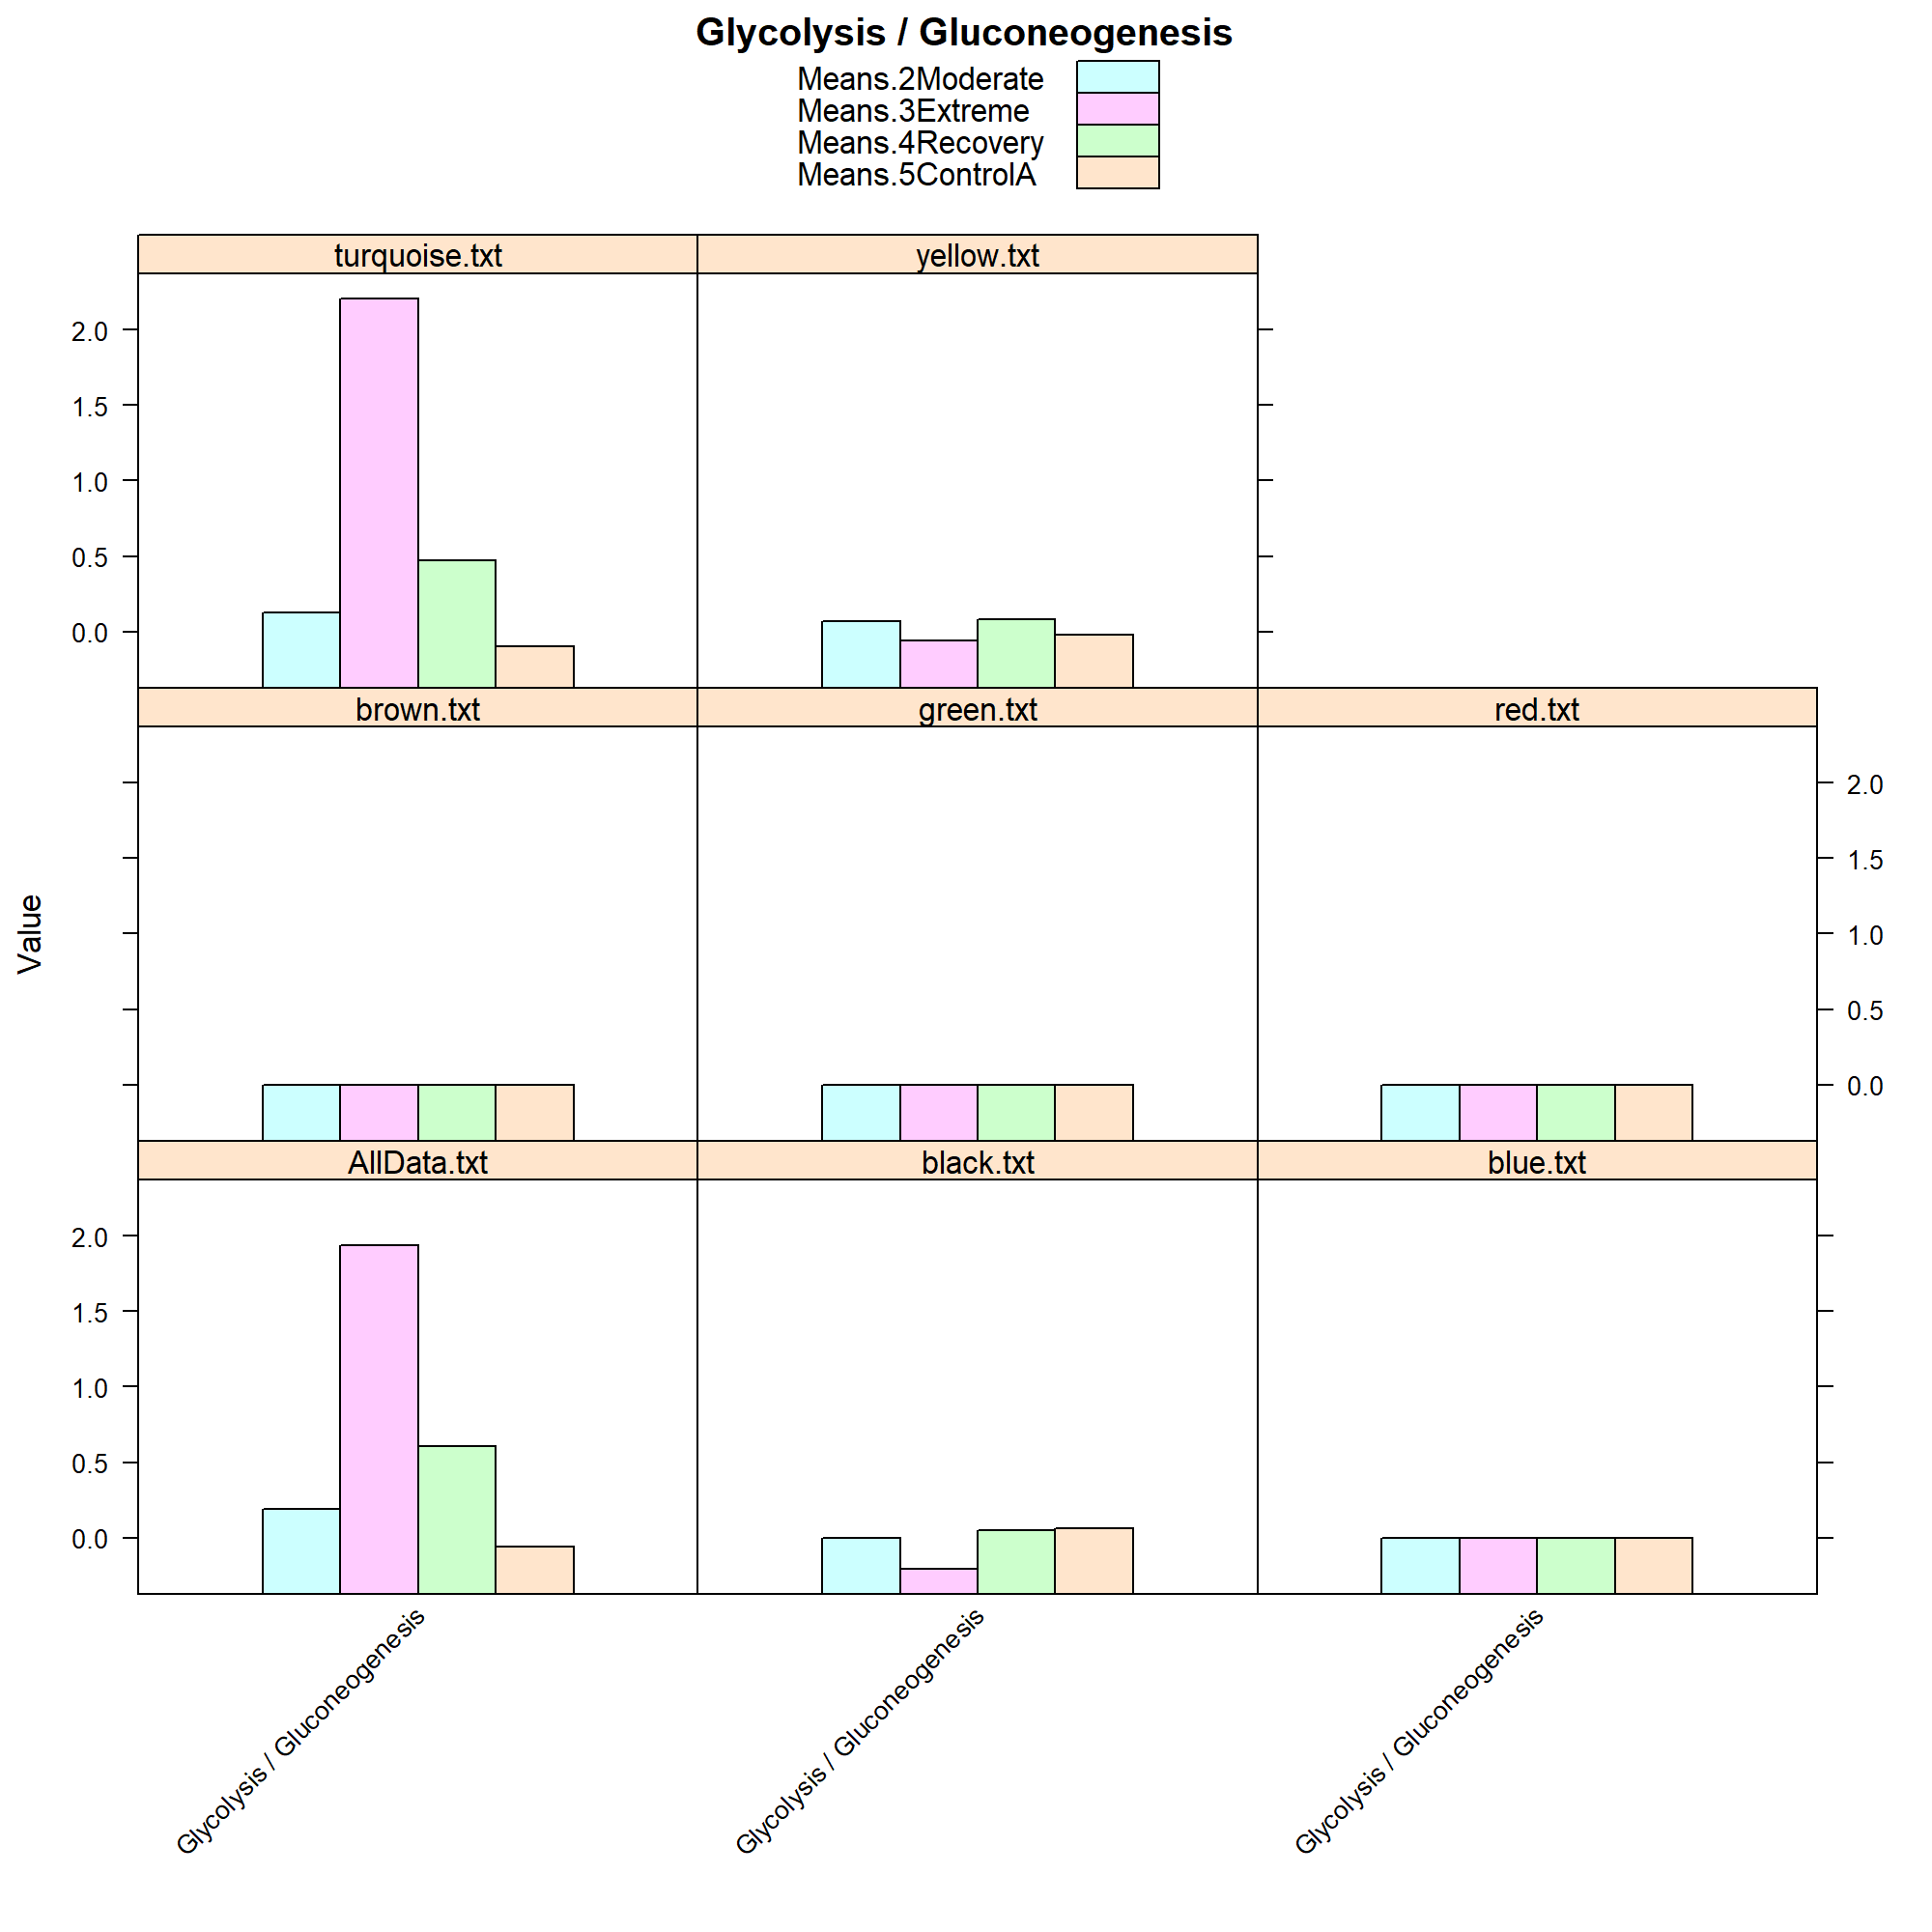 Glycolysis / Gluconeogenesis
Means.2Moderate
Means.3Extreme
Means.4Recovery
Means.5ControlA
turquoise.txt
yellow.txt
2.0
1.5
1.0
0.5
0.0
brown.txt
green.txt
red.txt
2.0
1.5
1.0
0.5
0.0
Value
AllData.txt
black.txt
blue.txt
2.0
1.5
1.0
0.5
0.0
Glycolysis / Gluconeogenesis
Glycolysis / Gluconeogenesis
Glycolysis / Gluconeogenesis